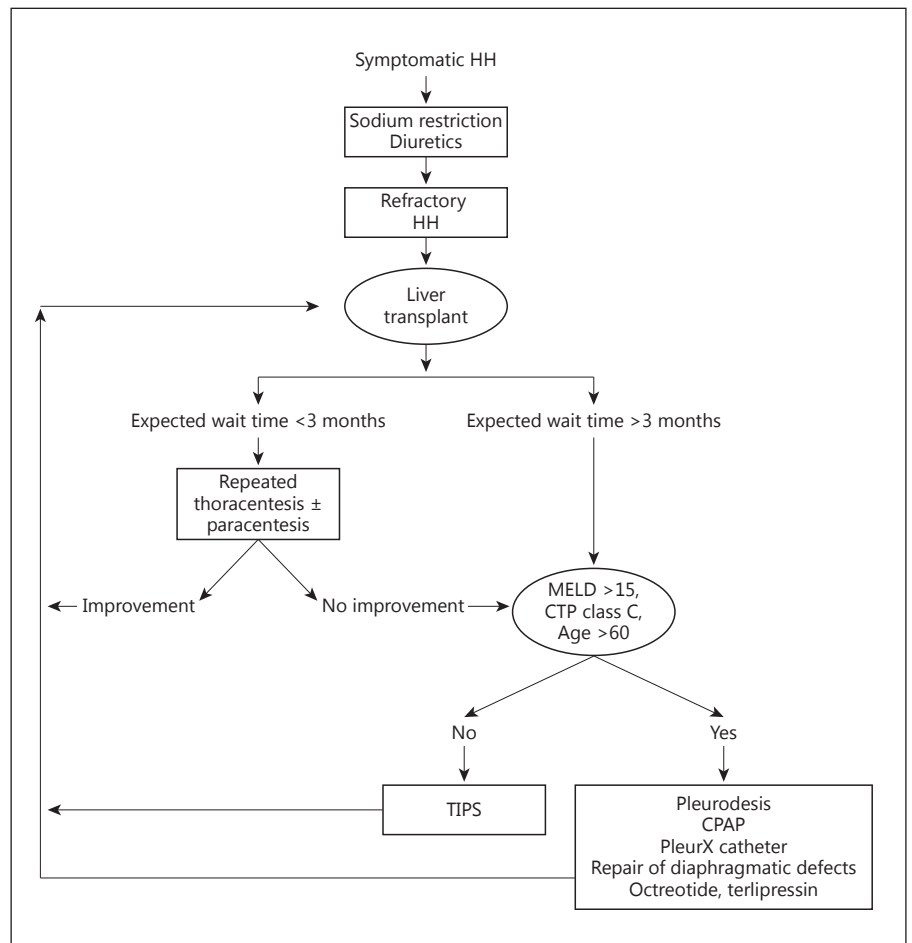 Symptomatic HH
Sodium restriction
Diuretics
Refractory
HH
Liver
transplant
Expected wait time <3 months
Expected wait time >3 months
Repeated
thoracentesis ±
paracentesis
Improvement
No improvement
MELD >15,
CTP class C,
Age >60
No
Yes
TIPS
Pleurodesis
CPAP
PleurX catheter
Repair of diaphragmatic defects
Octreotide, terlipressin